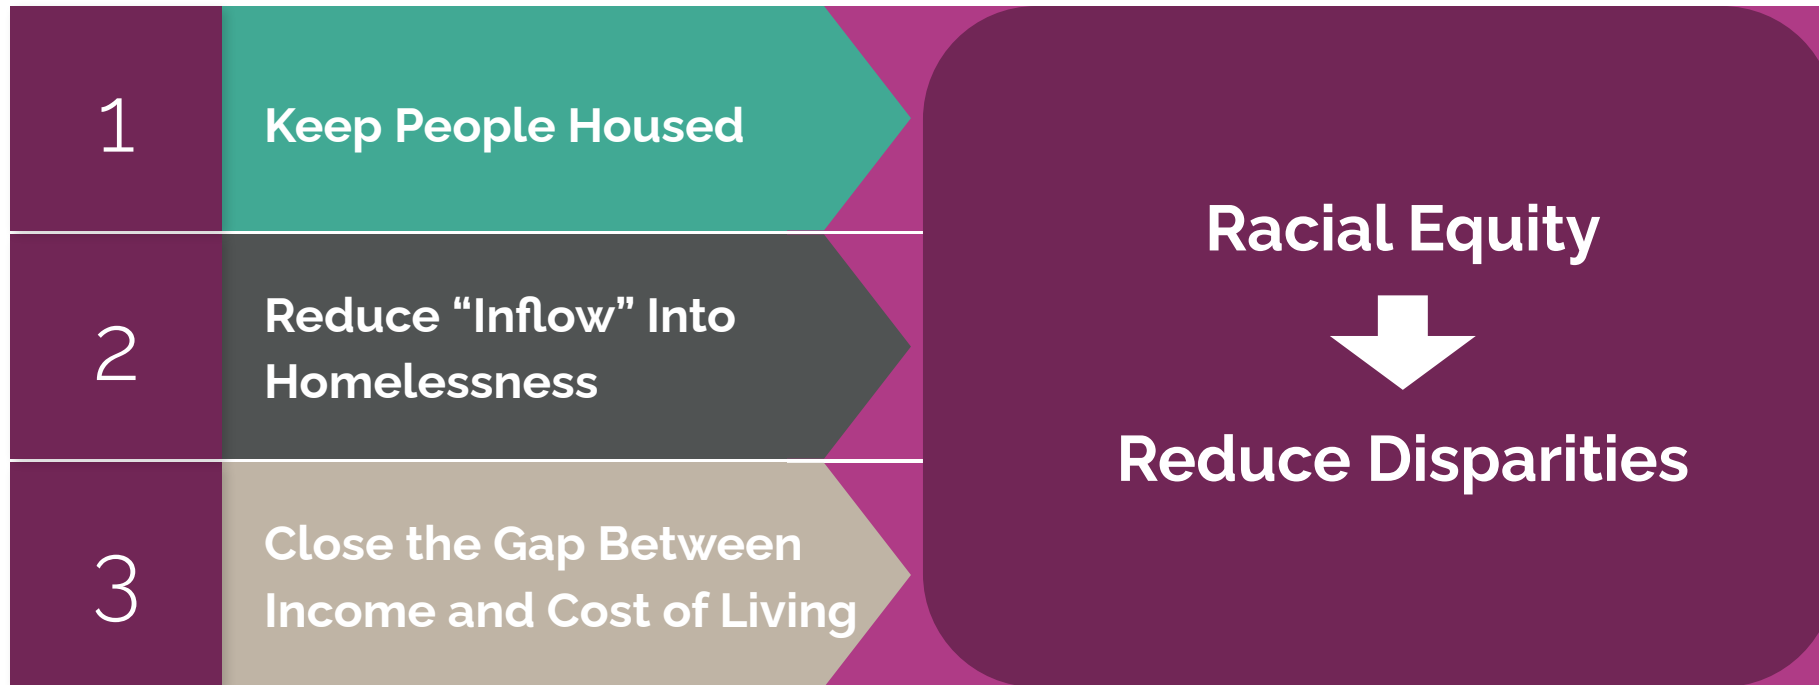 1
Keep People Housed
2
Reduce “Inflow” Into
Homelessness
3
Close the Gap Between
Income and Cost of Living
Racial Equity
Reduce Disparities